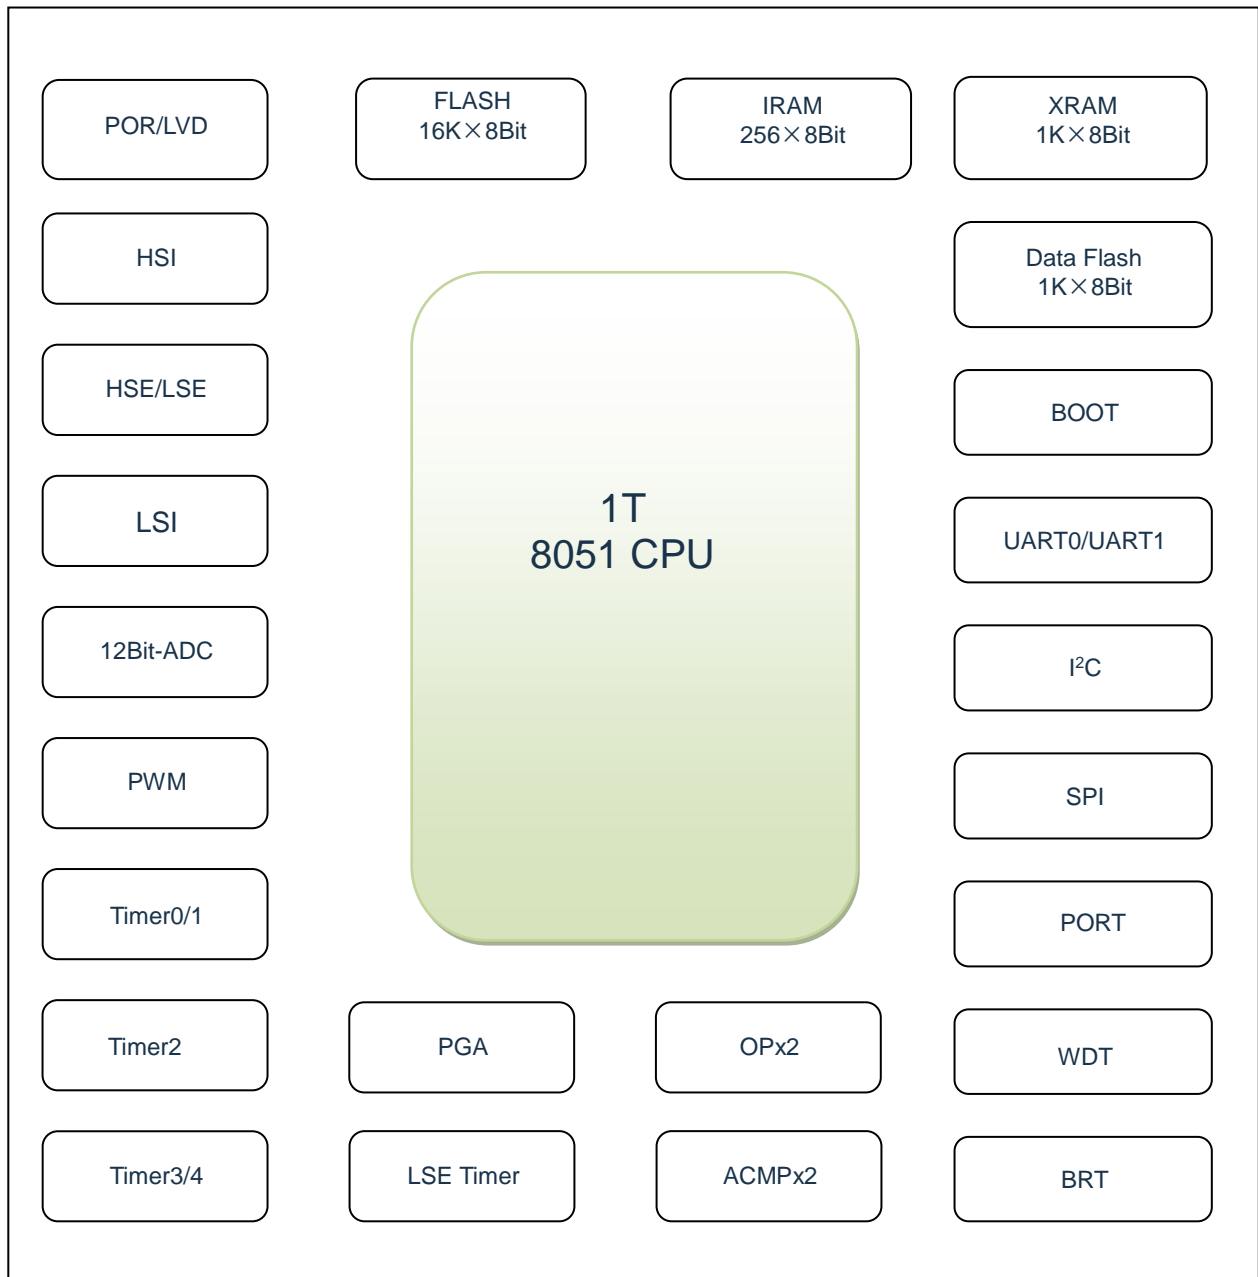 POR/LVD
FLASH
16K×8Bit
IRAM
256×8Bit
XRAM
1K×8Bit
HSI
Data Flash
1K×8Bit
HSE/LSE
BOOT
LSI
1T
8051 CPU
UART0/UART1
12Bit-ADC
I²C
PWM
SPI
Timer0/1
PORT
Timer2
PGA
OPx2
WDT
Timer3/4
LSE Timer
ACMPx2
BRT